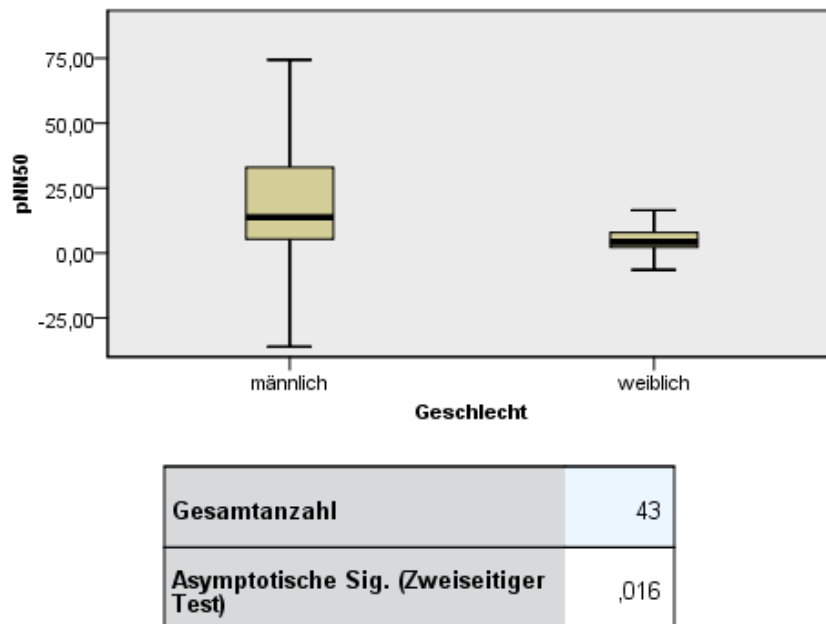 75,00
50,00
25,00
0,00
-25,00
pNN50
männlich
weiblich
Geschlecht
Gesamtanzahl 43
Asymptotische Sig. (Zweiseitiger
Test) ,016